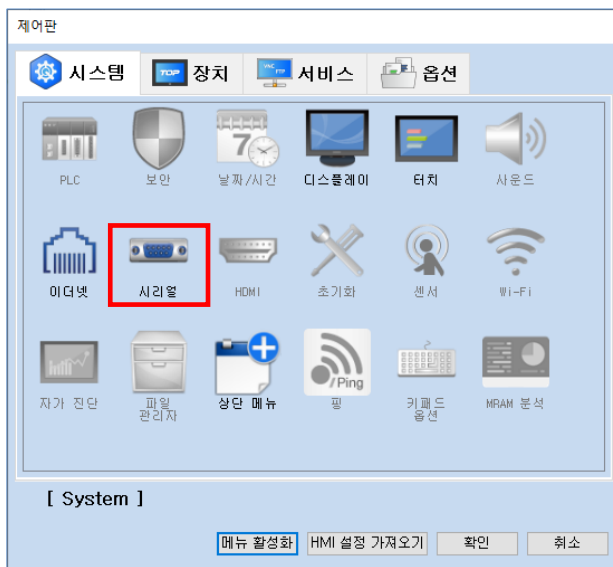 제어판
시스템 TOP 장치 VNC FTP 서비스 옵션
PLC 보안 7 날짜/시간 디스플레이 터치 사운드
이더넷 시리얼 HDMI 초기화 센서 Wi-Fi
자가 진단 파일 관리자 상단 메뉴 /Ping 핑 키패드 옵션 MRAM 분석
[ System ]
메뉴 활성화 HMI 설정 가져오기 확인 취소